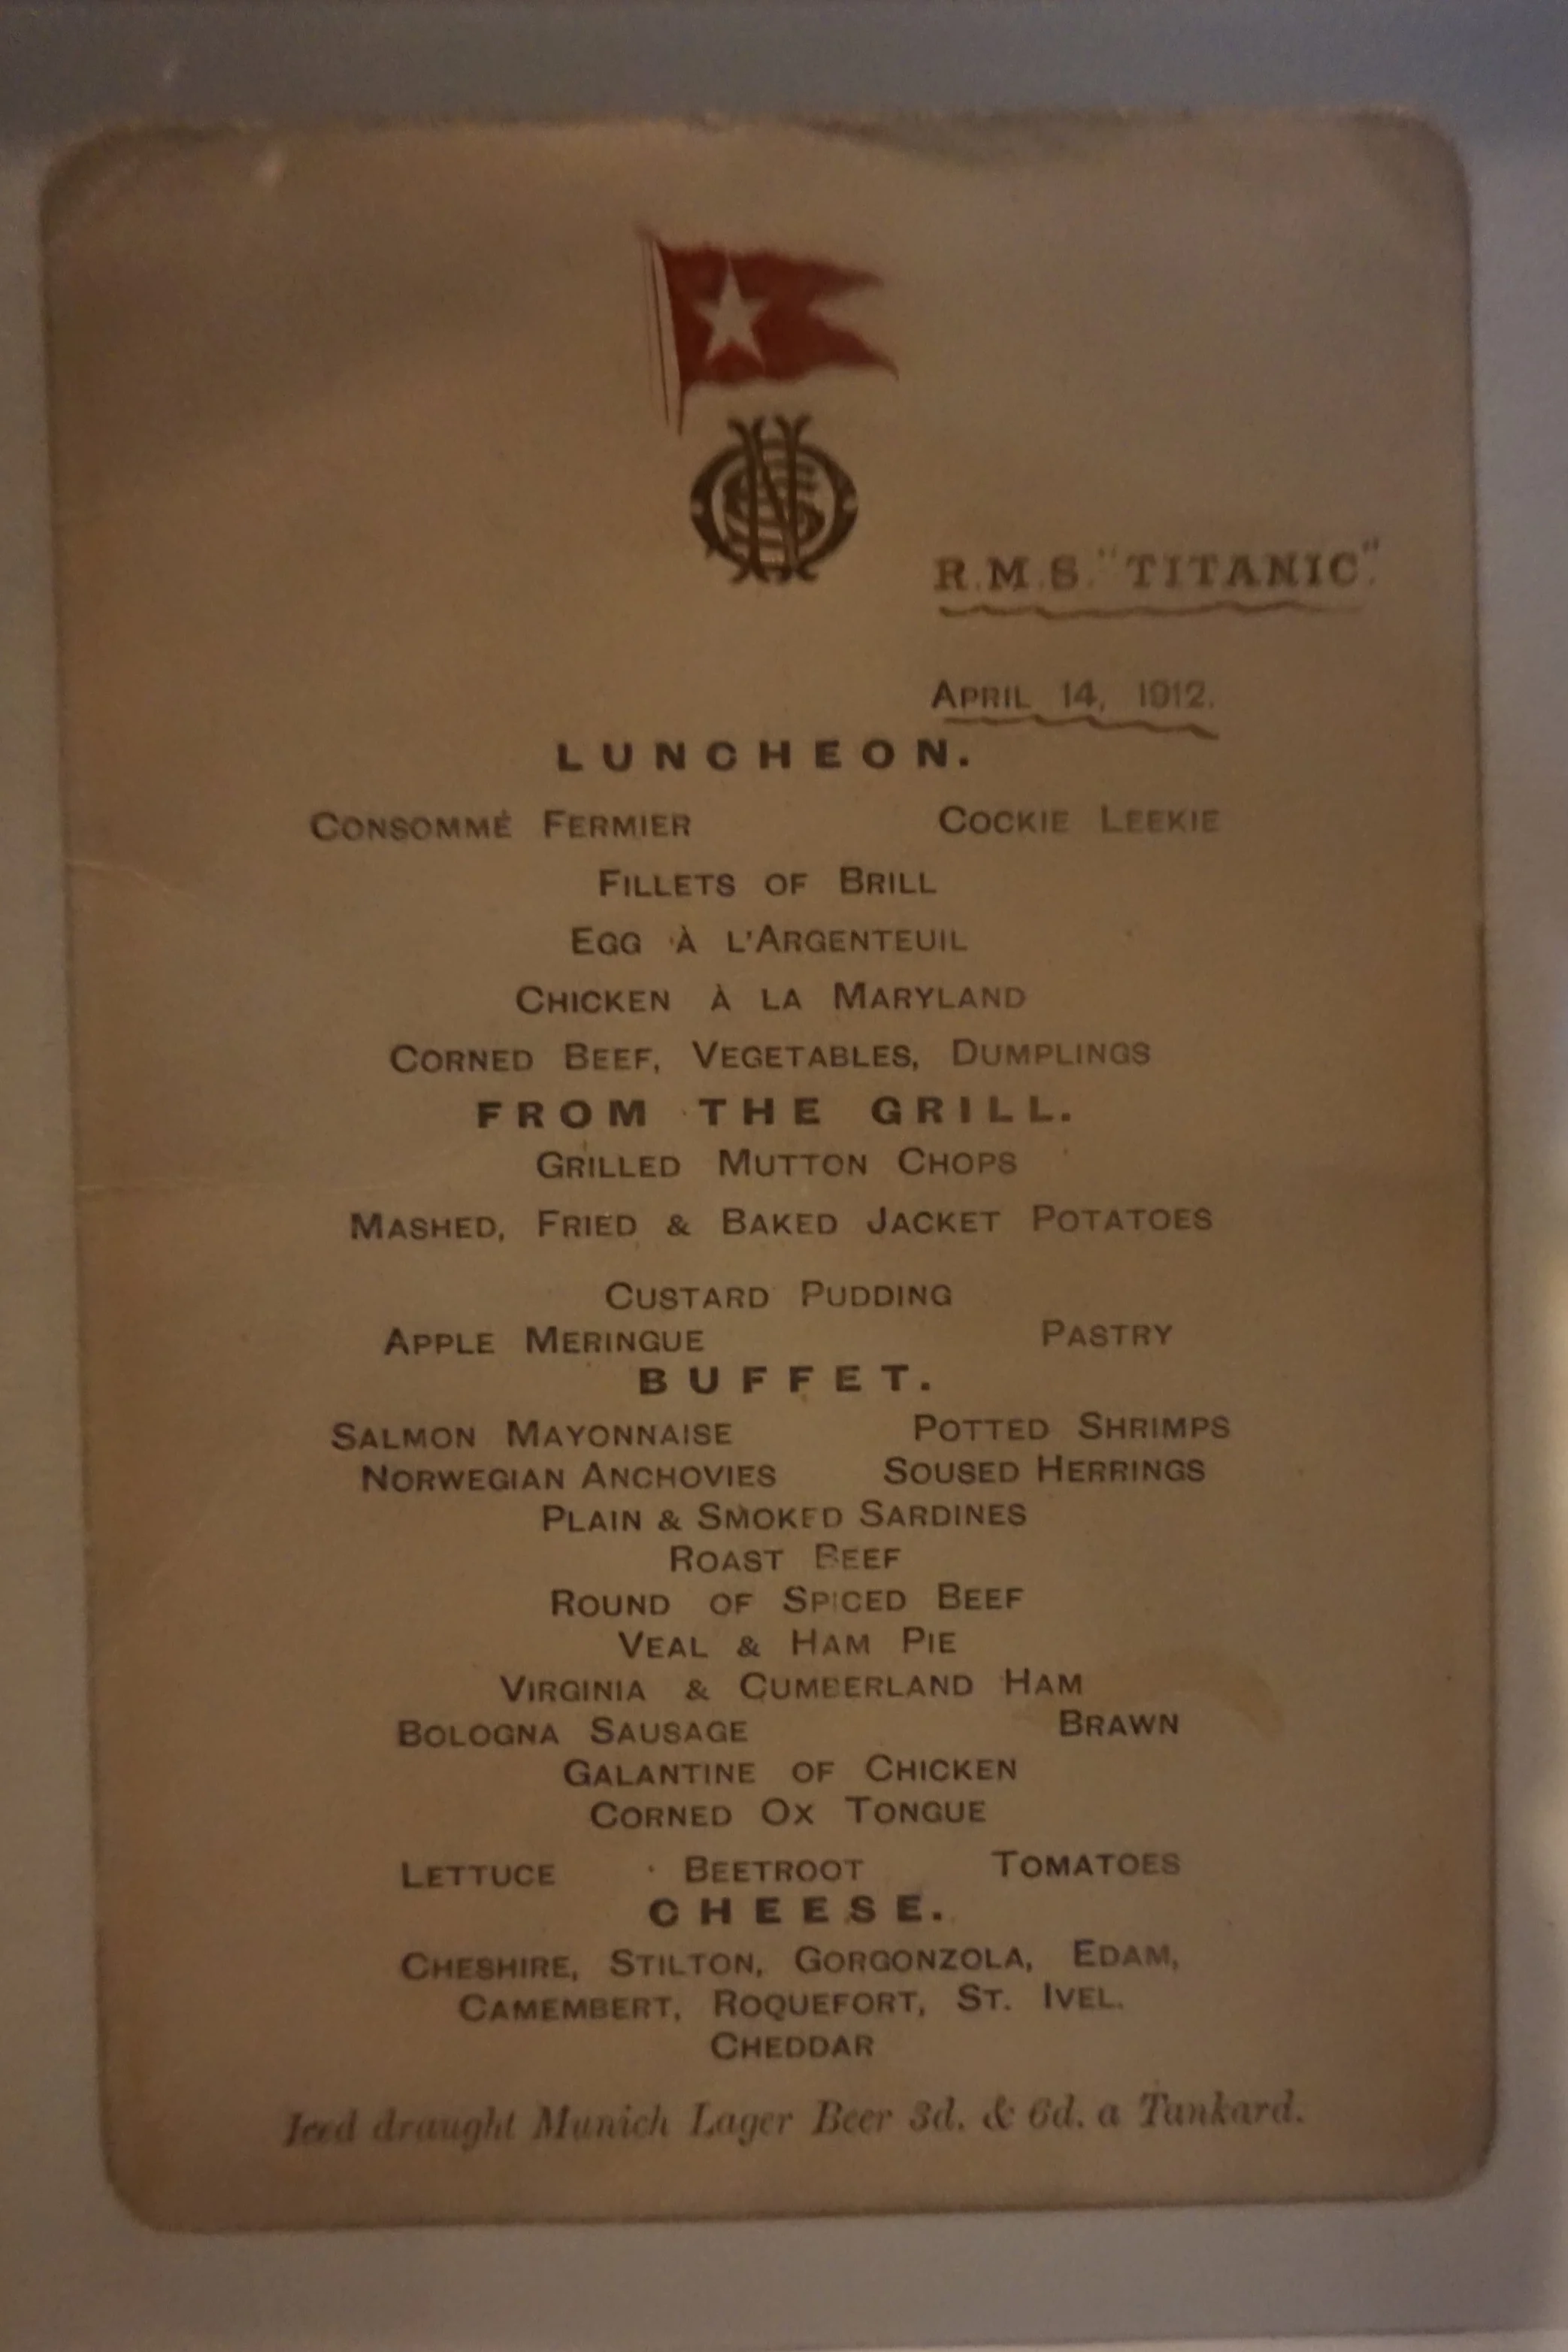 R.M.S. "TITANIC."
APRIL 14, 1912.
LUNCHEON.
CONSOMMÉ FERMIER COCKIE LEEKIE
FILLETS OF BRILL
EGG À L'ARGENTEUIL
CHICKEN À LA MARYLAND
CORNED BEEF, VEGETABLES, DUMPLINGS
FROM THE GRILL.
GRILLED MUTTON CHOPS
MASHED, FRIED & BAKED JACKET POTATOES
CUSTARD PUDDING
APPLE MERINGUE PASTRY
BUFFET.
SALMON MAYONNAISE POTTED SHRIMPS
NORWEGIAN ANCHOVIES SOUSED HERRINGS
PLAIN & SMOKED SARDINES
ROAST BEEF
ROUND OF SPICED BEEF
VEAL & HAM PIE
VIRGINIA & CUMBERLAND HAM
BOLOGNA SAUSAGE BRAWN
GALANTINE OF CHICKEN
CORNED OX TONGUE
LETTUCE BEETROOT TOMATOES
CHEESE.
CHESHIRE, STILTON, GORGONZOLA, EDAM,
CAMEMBERT, ROQUEFORT, ST. IVEL.
CHEDDAR
Iced draught Munich Lager Beer 3d. & 6d. a Tankard.